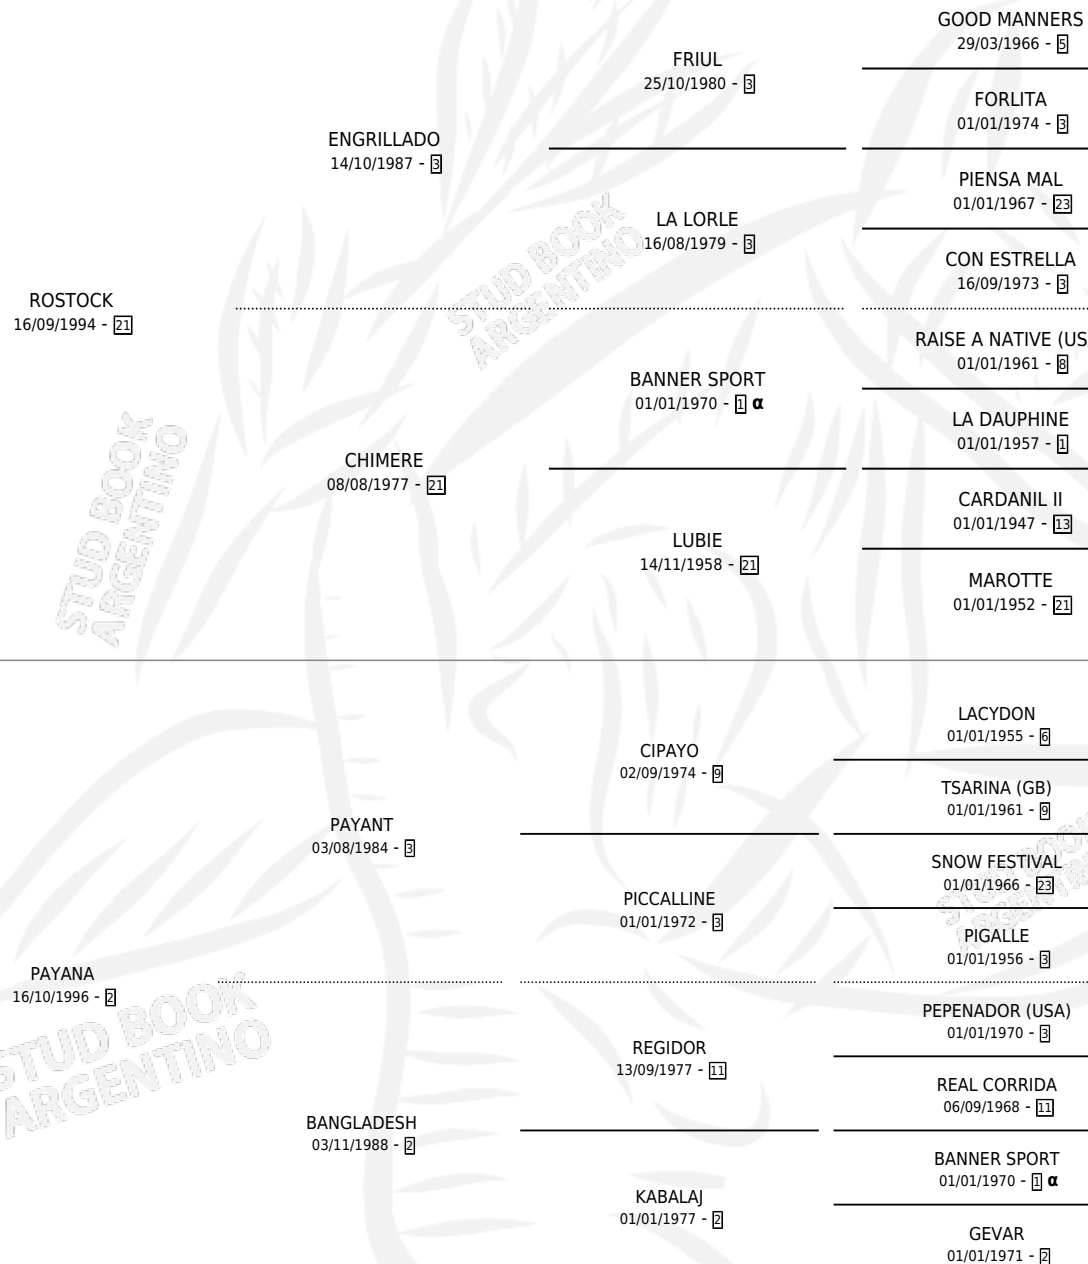 GOOD MANNERS
29/03/1966 - 5
FRIUL
25/10/1980 - 3
FORLITA
01/01/1974 - 3
ENGRILLADO
14/10/1987 - 3
PIENSA MAL
01/01/1967 - 23
LA LORLE
16/08/1979 - 3
CON ESTRELLA
16/09/1973 - 3
ROSTOCK
16/09/1994 - 21
RAISE A NATIVE (US
01/01/1961 - 8
BANNER SPORT
01/01/1970 - 1 α
LA DAUPHINE
01/01/1957 - 1
CHIMERE
08/08/1977 - 21
CARDANIL II
01/01/1947 - 13
LUBIE
14/11/1958 - 21
MAROTTE
01/01/1952 - 21
LACYDON
01/01/1955 - 6
CIPAYO
02/09/1974 - 9
TSARINA (GB)
01/01/1961 - 9
PAYANT
03/08/1984 - 3
SNOW FESTIVAL
01/01/1966 - 23
PICCALLINE
01/01/1972 - 3
PIGALLE
01/01/1956 - 3
PAYANA
16/10/1996 - 2
PEPENADOR (USA)
01/01/1970 - 3
REGIDOR
13/09/1977 - 11
REAL CORRIDA
06/09/1968 - 11
BANGLADESH
03/11/1988 - 2
BANNER SPORT
01/01/1970 - 1 α
KABALAJ
01/01/1977 - 2
GEVAR
01/01/1971 - 2
STUD BOOK
ARGENTINO
STUD BOOK
ARGENTINO
STUD BOOK
ARGENTINO